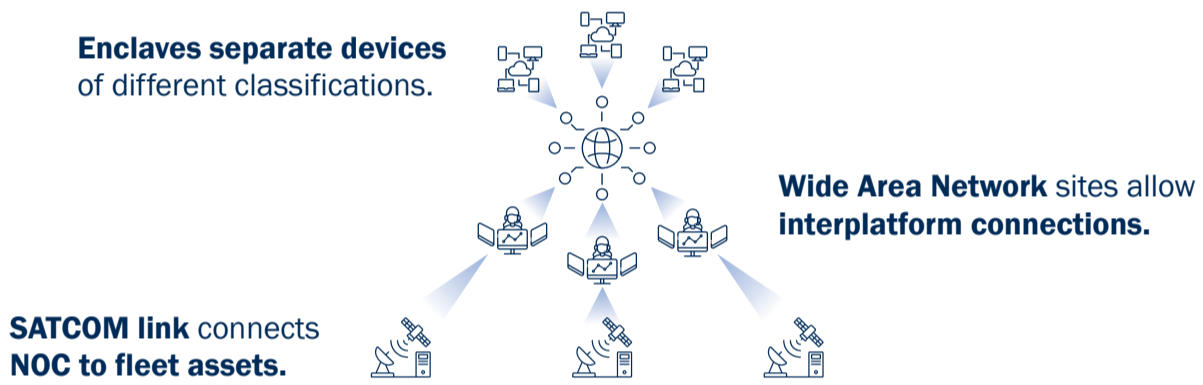 Enclaves separate devices
of different classifications.
Wide Area Network sites allow
interplatform connections.
SATCOM link connects
NOC to fleet assets.